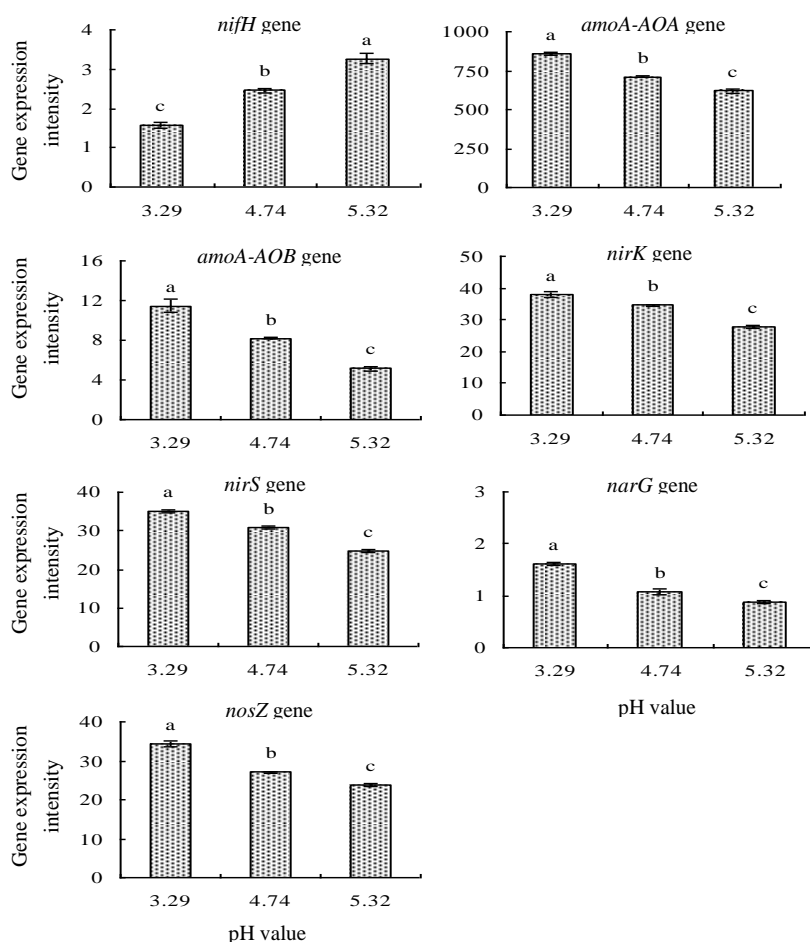 nifH gene
Gene expression
intensity
4
3
2
1
0
c
b
a
3.29 4.74 5.32
amoA-AOA gene
1000
750
500
250
0
a
b
c
3.29 4.74 5.32
amoA-AOB gene
Gene expression
intensity
16
12
8
4
0
a
b
c
3.29 4.74 5.32
nirK gene
50
40
30
20
10
0
a
b
c
3.29 4.74 5.32
nirS gene
Gene expression
intensity
40
30
20
10
0
a
b
c
3.29 4.74 5.32
narG gene
3
2
1
0
a
b
c
3.29 4.74 5.32
pH value
nosZ gene
Gene expression
intensity
40
30
20
10
0
a
b
c
3.29 4.74 5.32
pH value